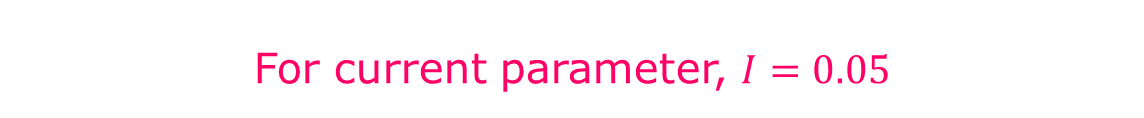 For current parameter, I = 0.05